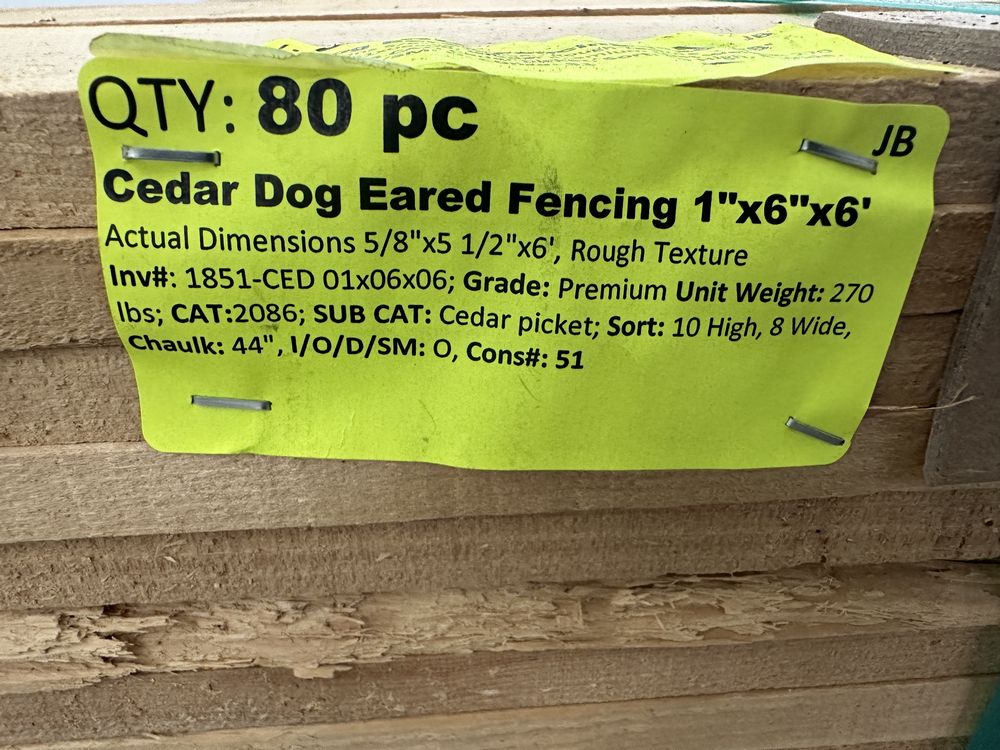 QTY: 80 pc
JB
Cedar Dog Eared Fencing 1"x6"x6'
Actual Dimensions 5/8"x5 1/2"x6', Rough Texture
Inv#: 1851-CED 01x06x06; Grade: Premium Unit Weight: 270
lbs; CAT:2086; SUB CAT: Cedar picket; Sort: 10 High, 8 Wide,
Chaulk: 44", I/O/D/SM: O, Cons#: 51